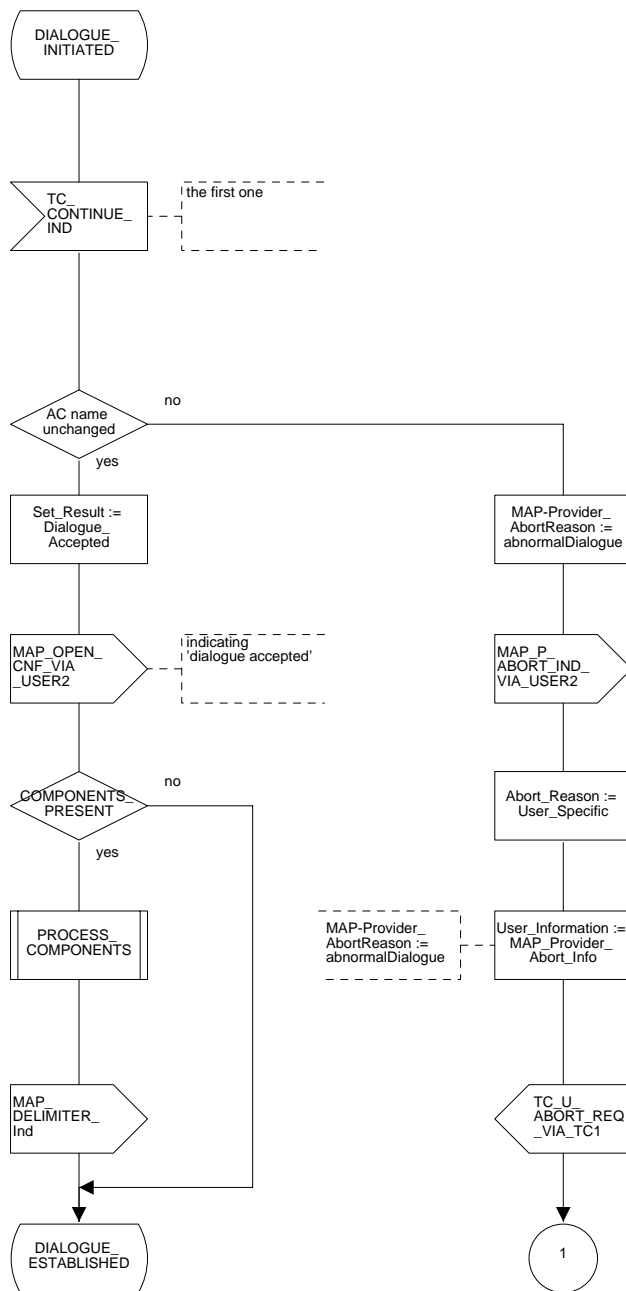 DIALOGUE_
INITIATED
TC_
CONTINUE_
IND
the first one
AC name
unchanged
no
yes
Set_Result :=
Dialogue_
Accepted
MAP-Provider_
AbortReason :=
abnormalDialogue
MAP_OPEN_
CNF_VIA
_USER2
indicating
'dialogue accepted'
MAP_P_
ABORT_IND_
VIA_USER2
COMPONENTS_
PRESENT
no
yes
Abort_Reason :=
User_Specific
PROCESS_
COMPONENTS
MAP-Provider_
AbortReason :=
abnormalDialogue
User_Information :=
MAP_Provider_
Abort_Info
MAP_
DELIMITER_
Ind
TC_U_
ABORT_REQ
_VIA_TC1
DIALOGUE_
ESTABLISHED
1